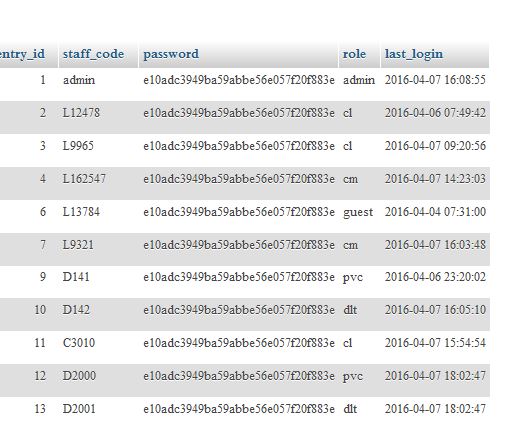 entry_id staff_code password role last_login
1 admin e10adc3949ba59abbe56e057f20f883e admin 2016-04-07 16:08:55
2 L12478 e10adc3949ba59abbe56e057f20f883e cl 2016-04-06 07:49:42
3 L9965 e10adc3949ba59abbe56e057f20f883e cl 2016-04-07 09:20:56
4 L162547 e10adc3949ba59abbe56e057f20f883e cm 2016-04-07 14:23:03
6 L13784 e10adc3949ba59abbe56e057f20f883e guest 2016-04-04 07:31:00
7 L9321 e10adc3949ba59abbe56e057f20f883e cm 2016-04-07 16:03:48
9 D141 e10adc3949ba59abbe56e057f20f883e pvc 2016-04-06 23:20:02
10 D142 e10adc3949ba59abbe56e057f20f883e dlt 2016-04-07 16:05:10
11 C3010 e10adc3949ba59abbe56e057f20f883e cl 2016-04-07 15:54:54
12 D2000 e10adc3949ba59abbe56e057f20f883e pvc 2016-04-07 18:02:47
13 D2001 e10adc3949ba59abbe56e057f20f883e dlt 2016-04-07 18:02:47